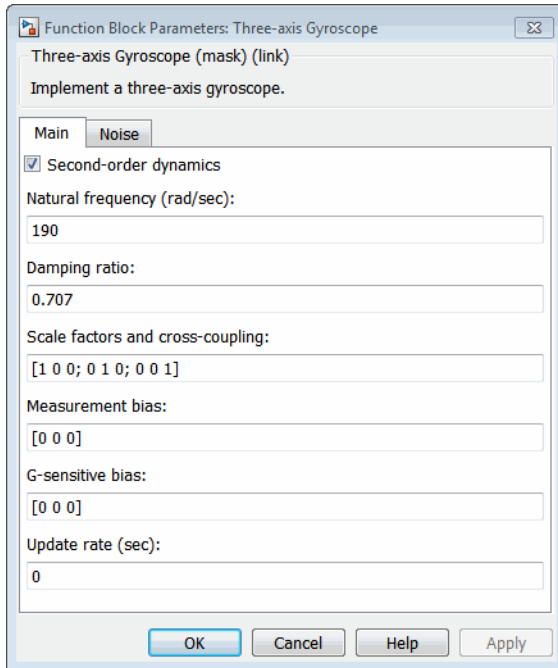 Function Block Parameters: Three-axis Gyroscope
Three-axis Gyroscope (mask) (link)
Implement a three-axis gyroscope.
Main Noise
Second-order dynamics
Natural frequency (rad/sec):
190
Damping ratio:
0.707
Scale factors and cross-coupling:
[1 0 0; 0 1 0; 0 0 1]
Measurement bias:
[0 0 0]
G-sensitive bias:
[0 0 0]
Update rate (sec):
0
OK Cancel Help Apply